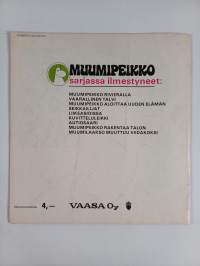 MUUMIPEIKKO
sarjassa ilmestyneet:
MUUMIPEIKKO RIVIERALLA
VAARALLINEN TALVI
MUUMIPEIKKO ALOITTAA UUDEN ELÄMÄN
SEIKKAILIJAT
LIIKEASIOISSA
KUVITTELULEIKKI
AUTIOSAARI
MUUMIPEIKKO RAKENTAA TALON
MUUMILAAKSO MUUTTUU VIIDAKOKSI
4,—
VAASA Oy